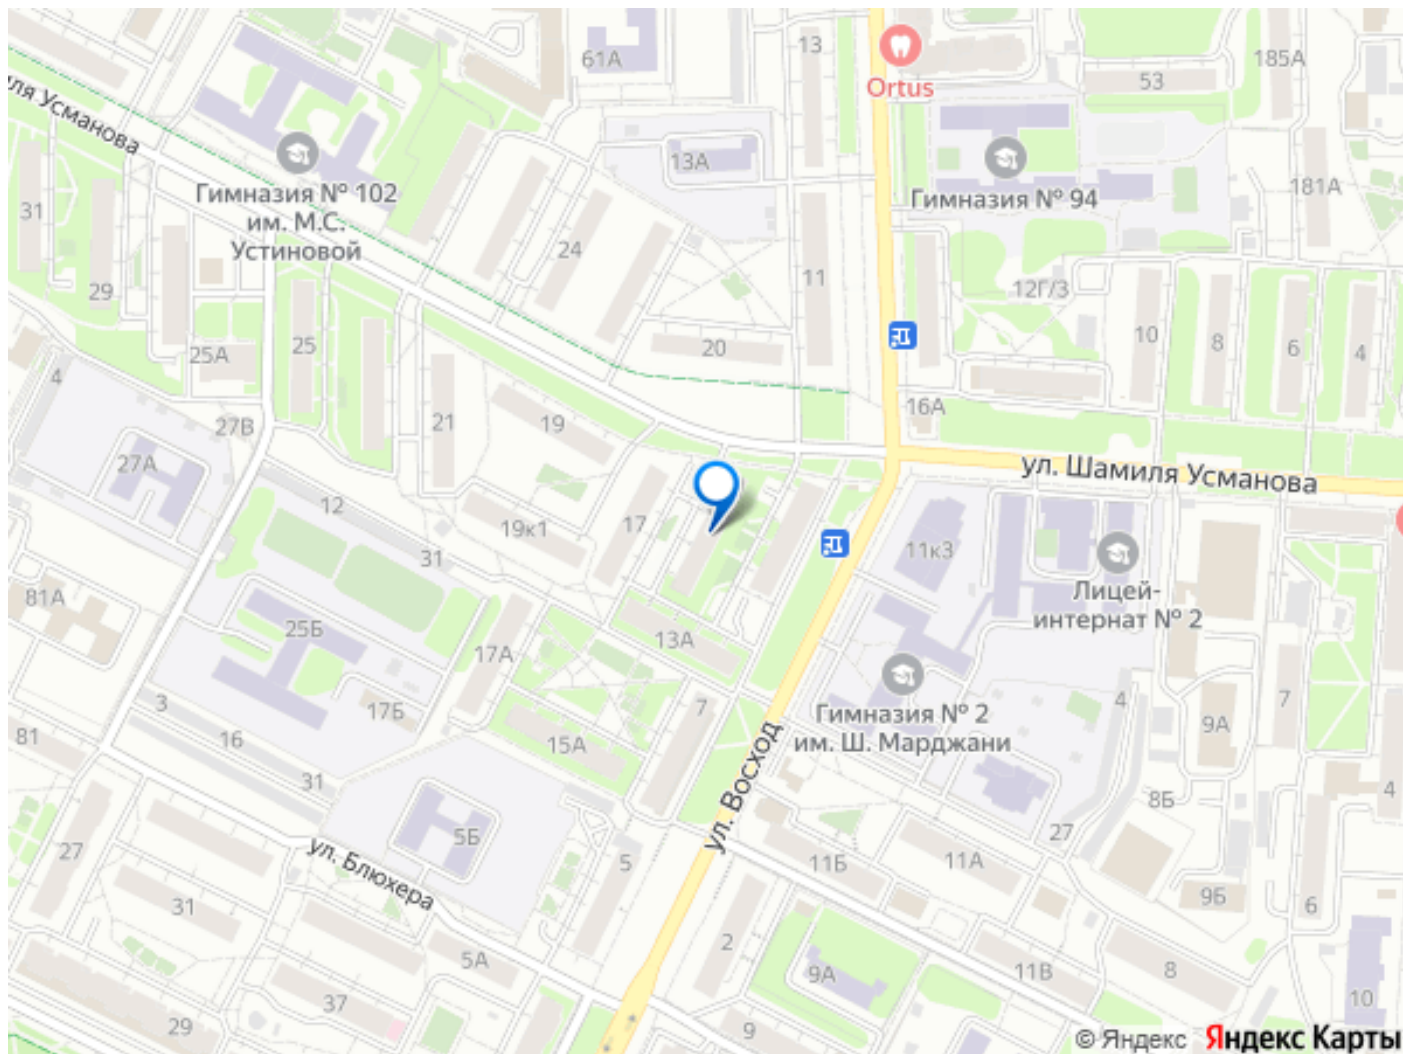 13
61А
Ortus
53
185А
иля Усманова
13А
Гимназия № 102
им. М.С.
Устиновой
Гимназия № 94
181А
31
24
29
11
12Г/3
25А
25
20
10
8
6
4
4
27В
21
19
16А
ул. Шамиля Усманова
27А
12
19к1
17
31
11к3
Лицей-
интернат № 2
81А
25Б
17А
13А
Гимназия № 2
им. Ш. Марджани
3
17Б
7
4
7
9А
81
16
15А
31
ул. Восход
8Б
4
27
ул. Блюхера
5Б
5
11Б
11А
27
31
9Б
6
2
5А
9А
11В
8
10
37
29
9
© Яндекс Яндекс Карты